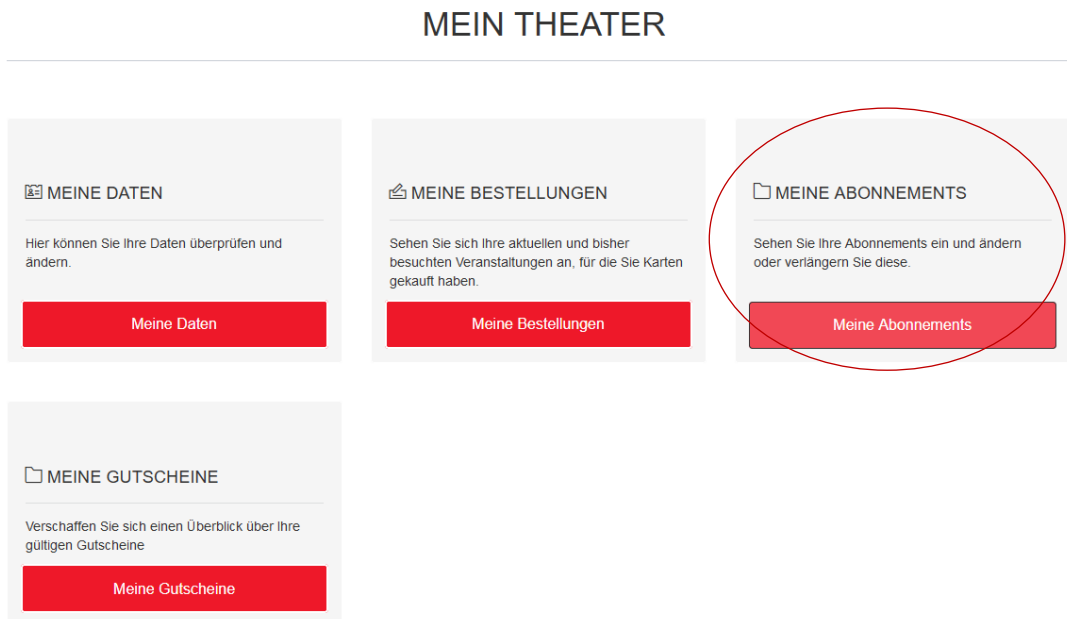 MEIN THEATER
MEINE DATEN
Hier können Sie Ihre Daten überprüfen und
ändern.
Meine Daten
MEINE BESTELLUNGEN
Sehen Sie sich Ihre aktuellen und bisher
besuchten Veranstaltungen an, für die Sie Karten
gekauft haben.
Meine Bestellungen
MEINE ABONNEMENTS
Sehen Sie Ihre Abonnements ein und ändern
oder verlängern Sie diese.
Meine Abonnements
MEINE GUTSCHEINE
Verschaffen Sie sich einen Überblick über Ihre
gültigen Gutscheine
Meine Gutscheine